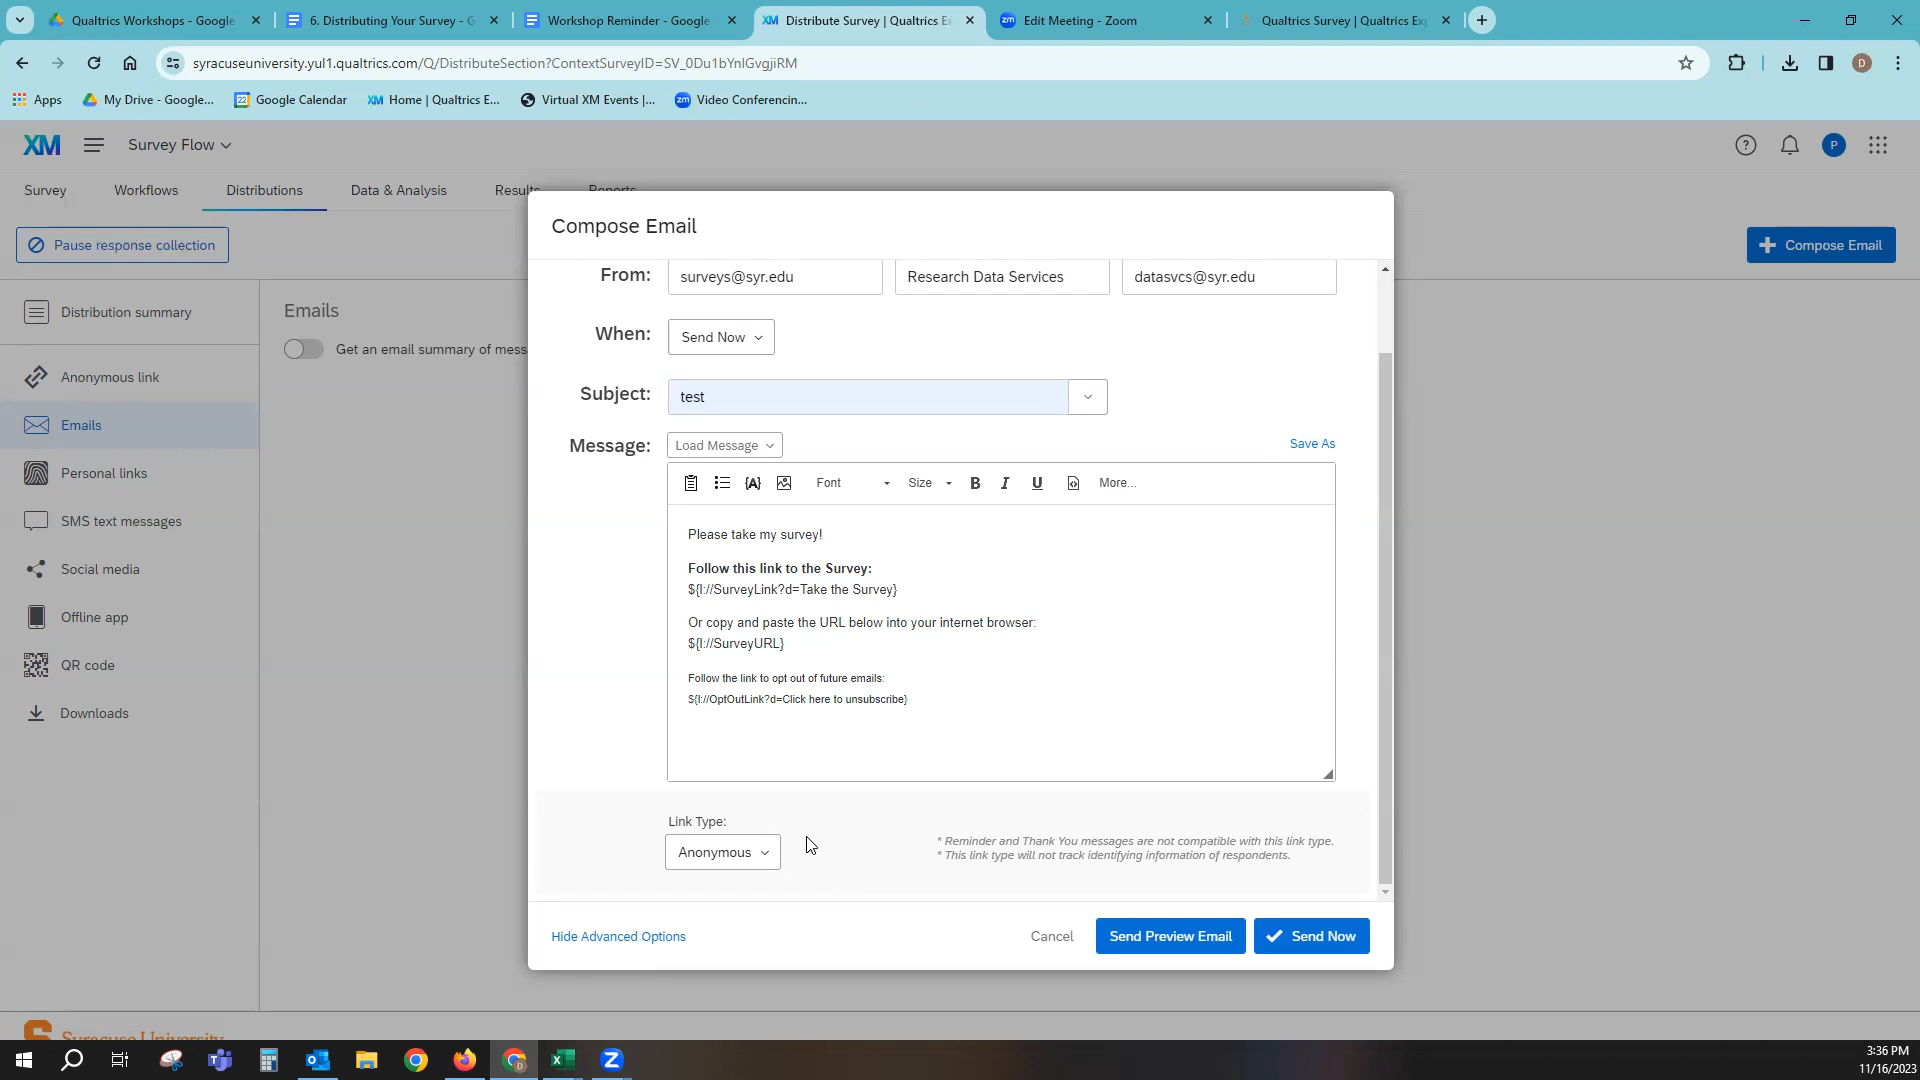 Qualtrics Workshops - Google
6. Distributing Your Survey - G
Workshop Reminder - Google
XM Distribute Survey | Qualtrics Ex
zm Edit Meeting - Zoom
Qualtrics Survey | Qualtrics Exp
syracuseuniversity.yul1.qualtrics.com/Q/DistributeSection?ContextSurveyID=SV_0Du1bYnlGvgjiRM
D
Apps
My Drive - Google...
22 Google Calendar
XM Home | Qualtrics E...
Virtual XM Events |...
zm Video Conferencin...
XM
Survey Flow
?
P
Survey
Workflows
Distributions
Data & Analysis
Results
Reports
Pause response collection
Compose Email
Distribution summary
Anonymous link
Emails
Personal links
SMS text messages
Social media
Offline app
QR code
Downloads
Emails
Get an email summary of mess
Compose Email
From:
surveys@syr.edu
Research Data Services
datasvcs@syr.edu
When:
Send Now
Subject:
test
Message:
Load Message
Save As
{A}
Font
Size
B
I
U
More...
Please take my survey!
Follow this link to the Survey:
${l://SurveyLink?d=Take the Survey}
Or copy and paste the URL below into your internet browser:
${l://SurveyURL}
Follow the link to opt out of future emails:
${l://OptOutLink?d=Click here to unsubscribe}
Link Type:
Anonymous
* Reminder and Thank You messages are not compatible with this link type.
* This link type will not track identifying information of respondents.
Hide Advanced Options
Cancel
Send Preview Email
Send Now
Syracuse University
3:36 PM
11/16/2023